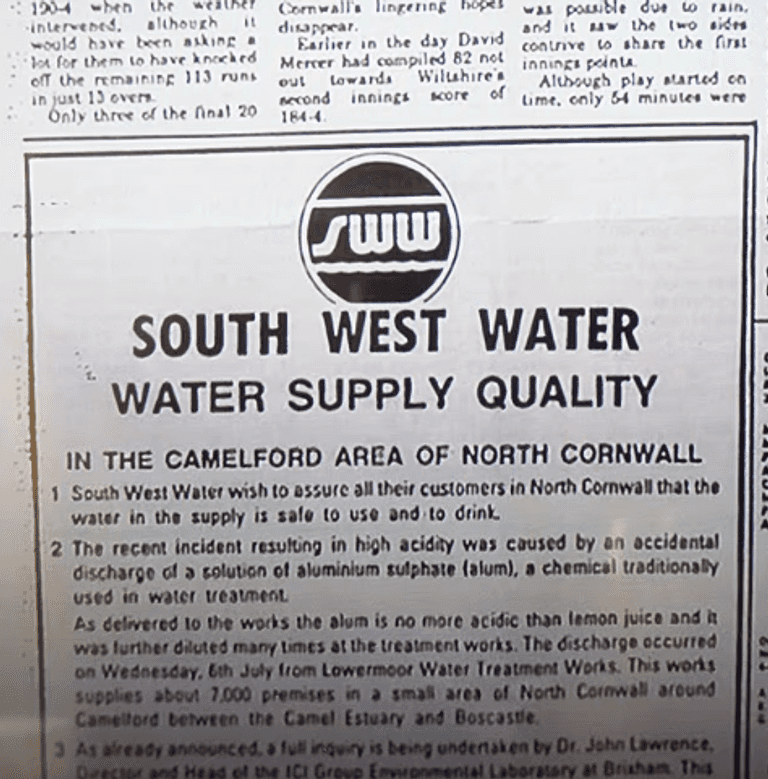 190-4 when the weather
intervened, although it
would have been asking a
lot for them to have knocked
off the remaining 113 runs
in just 13 overs.
Only three of the final 20
Cornwall's lingering hopes
disappear.
Earlier in the day David
Mercer had compiled 82 not
out towards Wiltshire's
second innings score of
184-4.
was possible due to rain,
and it saw the two sides
contrive to share the first
innings points.
Although play started on
time, only 54 minutes were
sww
SOUTH WEST WATER
WATER SUPPLY QUALITY
IN THE CAMELFORD AREA OF NORTH CORNWALL
1 South West Water wish to assure all their customers in North Cornwall that the
water in the supply is safe to use and to drink.
2 The recent incident resulting in high acidity was caused by an accidental
discharge of a solution of aluminium sulphate (alum), a chemical traditionally
used in water treatment.
As delivered to the works the alum is no more acidic than lemon juice and it
was further diluted many times at the treatment works. The discharge occurred
on Wednesday, 6th July from Lowermoor Water Treatment Works. This works
supplies about 7,000 premises in a small area of North Cornwall around
Camelford between the Camel Estuary and Boscastle.
3 As already announced, a full inquiry is being undertaken by Dr. John Lawrence,
Director and Head of the ICI Group Environmental Laboratory at Brixham. This